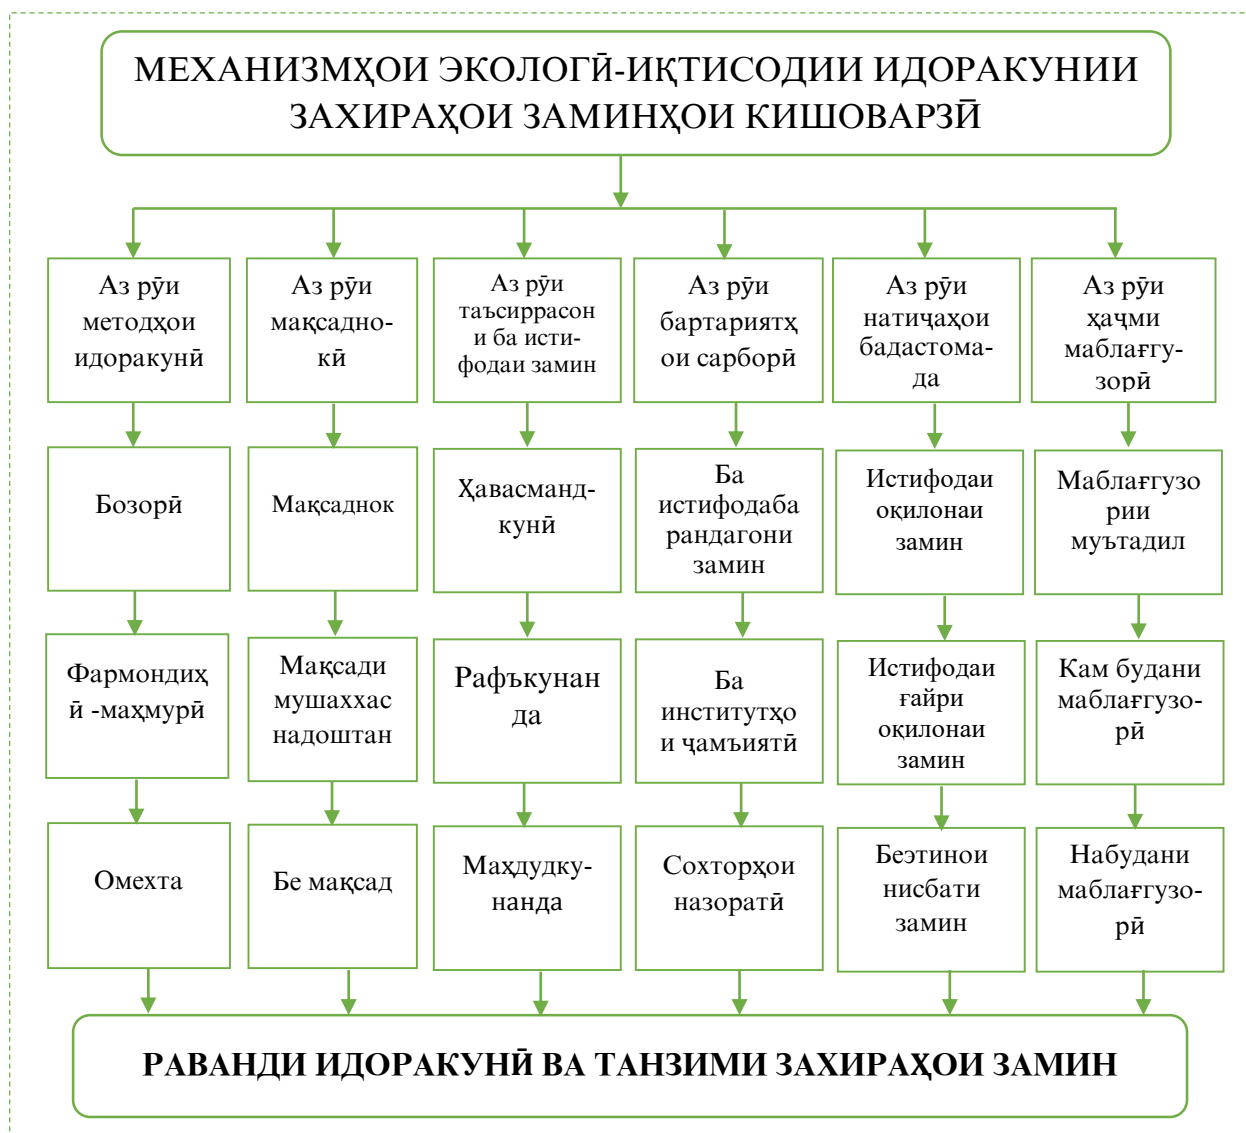 МЕХАНИЗМҲОИ ЭКОЛОГӢ-ИҚТИСОДИИ ИДОРАКУНИИ
ЗАХИРАҲОИ ЗАМИНҲОИ КИШОВАРЗӢ
Аз рӯи
методҳои
идоракунӣ
Аз рӯи
мақсадно-
кӣ
Аз рӯи
таъсиррасон
и ба исти-
фодаи замин
Аз рӯи
бартариятҳ
ои сарборӣ
Аз рӯи
натиҷаҳои
бадастома-
да
Аз рӯи
ҳаҷми
маблағгу-
зорӣ
Бозорӣ
Мақсаднок
Ҳавасманд-
кунӣ
Ба
истифодаба
рандагони
замин
Истифодаи
оқилонаи
замин
Маблағгузо
рии
муътадил
Фармондиҳ
ӣ -маҳмурӣ
Мақсади
мушаххас
надоштан
Рафъкунан
да
Ба
институтҳо
и ҷамъиятӣ
Истифодаи
ғайри
оқилонаи
замин
Кам будани
маблағгузо-
рӣ
Омехта
Бе мақсад
Маҳдудку-
нанда
Сохторҳои
назоратӣ
Беэтинои
нисбати
замин
Набудани
маблағгузо-
рӣ
РАВАНДИ ИДОРАКУНӢ ВА ТАНЗИМИ ЗАХИРАҲОИ ЗАМИН